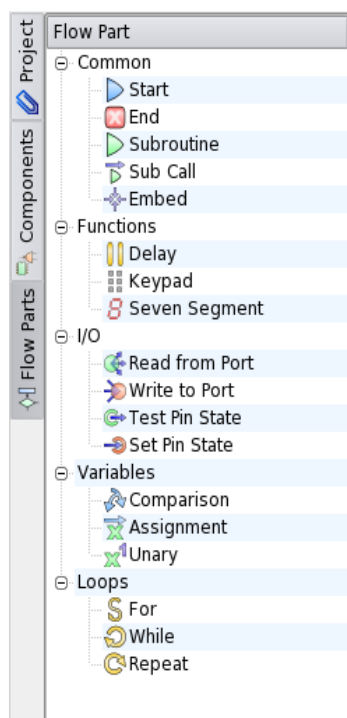 Project
Components
Flow Parts
Flow Part
Common
Start
End
Subroutine
Sub Call
Embed
Functions
Delay
Keypad
Seven Segment
I/O
Read from Port
Write to Port
Test Pin State
Set Pin State
Variables
Comparison
Assignment
Unary
Loops
For
While
Repeat